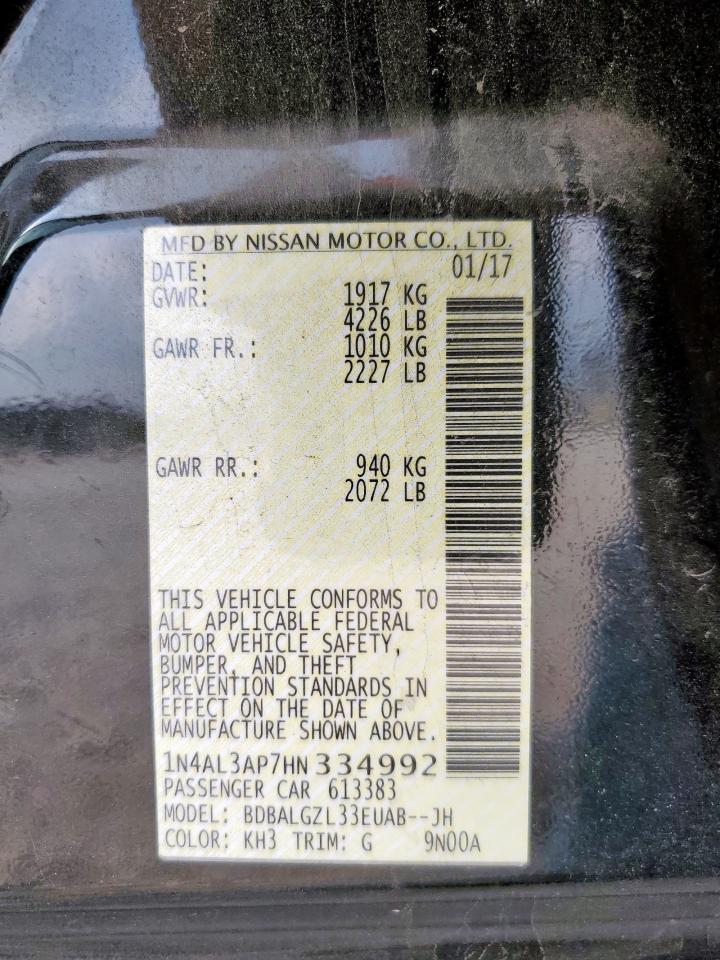 MFD BY NISSAN MOTOR CO., LTD.
DATE: 01/17
GVWR: 1917 KG
4226 LB
GAWR FR.: 1010 KG
2227 LB
GAWR RR.: 940 KG
2072 LB
THIS VEHICLE CONFORMS TO
ALL APPLICABLE FEDERAL
MOTOR VEHICLE SAFETY,
BUMPER, AND THEFT
PREVENTION STANDARDS IN
EFFECT ON THE DATE OF
MANUFACTURE SHOWN ABOVE.
1N4AL3AP7HN 334992
PASSENGER CAR 613383
MODEL: BDBALGZL33EUAB--JH
COLOR: KH3 TRIM: G 9N00A